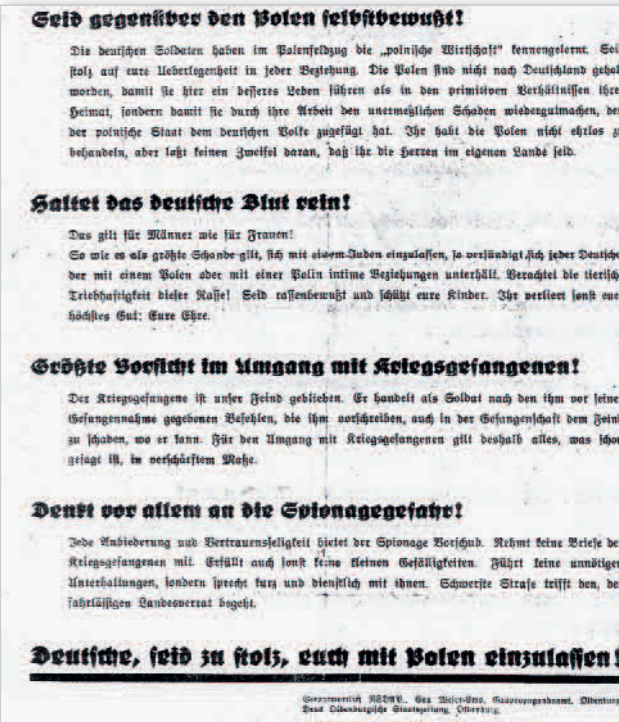 Seid gegenüber den Polen selbstbewußt!
Die deutschen Soldaten haben im Polenfeldzug die „polnische Wirtschaft" kennengelernt. Sei
stolz auf eure Ueberlegenheit in jeder Beziehung. Die Polen sind nicht nach Deutschland gehol
worden, damit sie hier ein besseres Leben führen als in den primitiven Verhältnissen ihre
Heimat, sondern damit sie durch ihre Arbeit den unermeßlichen Schaden wiedergutmachen, de
der polnische Staat dem deutschen Volke zugefügt hat. Ihr habt die Polen nicht ehrlos z
behandeln, aber laßt keinen Zweifel daran, daß ihr die Herren im eigenen Lande seid.
Haltet das deutsche Blut rein!
Das gilt für Männer wie für Frauen!
So wie es als größte Schande gilt, sich mit einem Juden einzulassen, so versündigt sich jeder Deutsche
der mit einem Polen oder mit einer Polin intime Beziehungen unterhält. Verachtet die tierisch
Triebhaftigkeit dieser Rasse! Seid rassenbewußt und schützt eure Kinder. Ihr verliert sonst eue
höchstes Gut: Eure Ehre.
Größte Vorsicht im Umgang mit Kriegsgefangenen!
Der Kriegsgefangene ist unser Feind geblieben. Er handelt als Soldat nach den ihm vor seine
Gefangennahme gegebenen Befehlen, die ihm vorschreiben, auch in der Gefangenschaft dem Fein
zu schaden, wo er kann. Für den Umgang mit Kriegsgefangenen gilt deshalb alles, was scho
gesagt ist, in verschärftem Maße.
Denkt vor allem an die Spionagegefahr!
Jede Anbiederung und Vertrauensseligkeit bietet der Spionage Vorschub. Nehmt keine Briefe de
Kriegsgefangenen mit. Erfüllt auch sonst keine kleinen Gefälligkeiten. Führt keine unnötigen
Unterhaltungen, sondern sprecht kurz und dienstlich mit ihnen. Schwerste Strafe trifft den, de
fahrlässigen Landesverrat begeht.
Deutsche, seid zu stolz, euch mit Polen einzulassen!
Verantwortlich NSDAP., Gau Weser-Ems, Gaupropagandaamt, Oldenburg
Druck Oldenburgische Staatszeitung, Oldenburg.